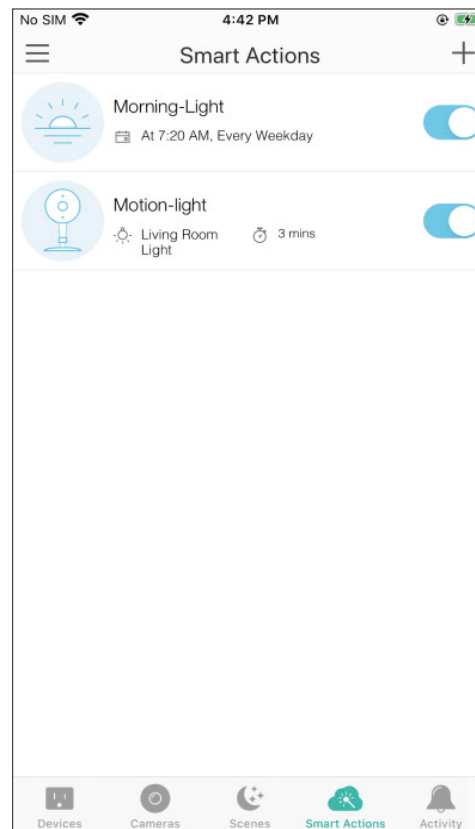 No SIM 4:42 PM
Smart Actions
Morning-Light
At 7:20 AM, Every Weekday
Motion-light
Living Room 3 mins
Light
Devices Cameras Scenes Smart Actions Activity